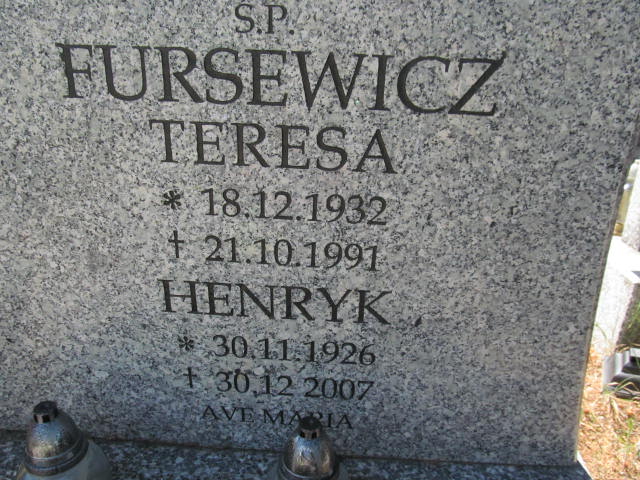 S.P.
FURSEWICZ
TERESA
* 18.12.1932
† 21.10.1991
HENRYK
* 30.11.1926
† 30.12.2007
AVE MARIA